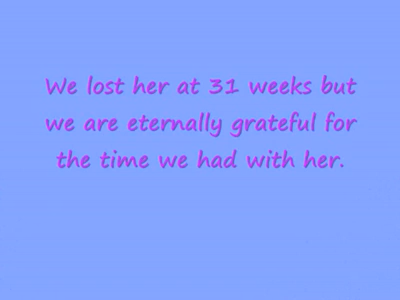 We lost her at 31 weeks but
we are eternally grateful for
the time we had with her.